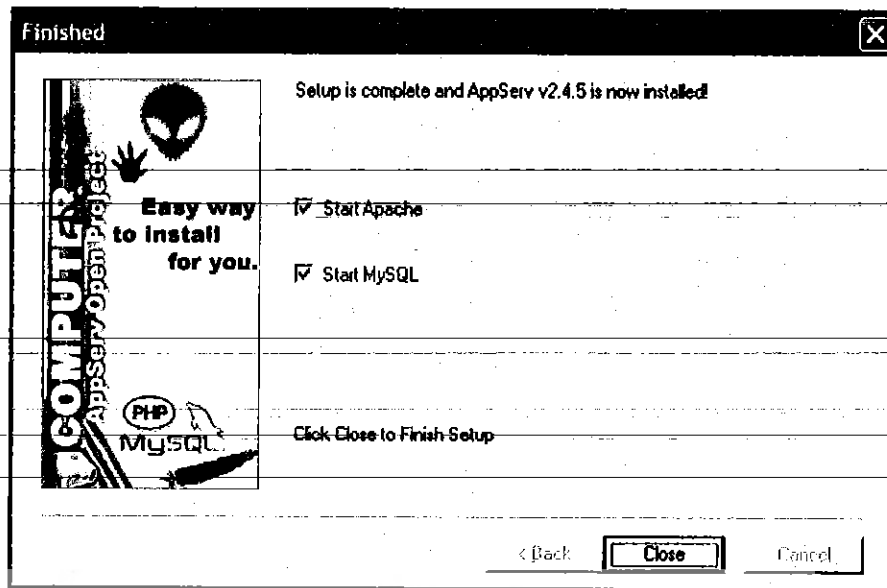 Finished
Setup is complete and AppServ v2.4.5 is now installed!
COMPUTER
AppServ Open Project
Easy way
to install
for you.
PHP
MySQL
Start Apache
Start MySQL
Click Close to Finish Setup
< Back
Close
Cancel